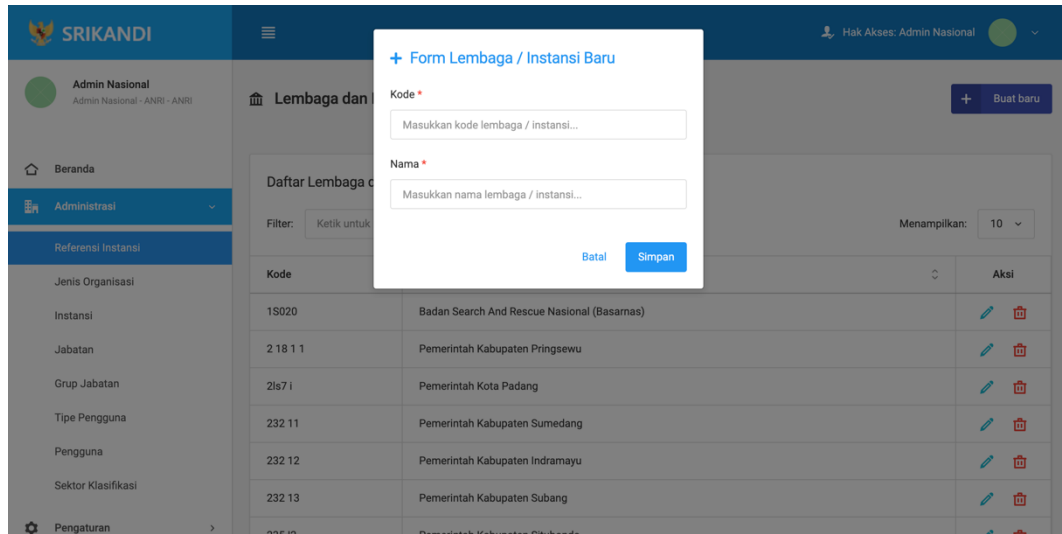 SRIKANDI
Hak Akses: Admin Nasional
Admin Nasional
Admin Nasional - ANRI - ANRI
Lembaga dan
Buat baru
+ Form Lembaga / Instansi Baru
Kode *
Masukkan kode lembaga / instansi...
Nama *
Masukkan nama lembaga / instansi...
Batal
Simpan
Beranda
Administrasi
Referensi Instansi
Jenis Organisasi
Instansi
Jabatan
Grup Jabatan
Tipe Pengguna
Pengguna
Sektor Klasifikasi
Pengaturan
Daftar Lembaga
Filter: Ketik untuk
Menampilkan: 10
Kode Aksi
1S020 Badan Search And Rescue Nasional (Basarnas)
2 18 1 1 Pemerintah Kabupaten Pringsewu
2ls7 i Pemerintah Kota Padang
232 11 Pemerintah Kabupaten Sumedang
232 12 Pemerintah Kabupaten Indramayu
232 13 Pemerintah Kabupaten Subang